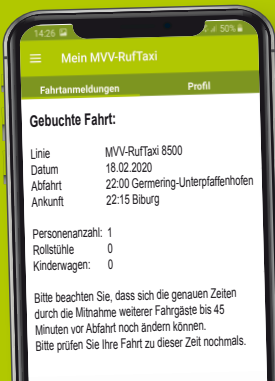 14:26 50%
Mein MVV-RufTaxi
Fahrtanmeldungen Profil
Gebuchte Fahrt:
Linie MVV-RufTaxi 8500
Datum 18.02.2020
Abfahrt 22:00 Germering-Unterpfaffenhofen
Ankunft 22:15 Biburg
Personenanzahl: 1
Rollstühle 0
Kinderwagen: 0
Bitte beachten Sie, dass sich die genauen Zeiten
durch die Mitnahme weiterer Fahrgäste bis 45
Minuten vor Abfahrt noch ändern können.
Bitte prüfen Sie Ihre Fahrt zu dieser Zeit nochmals.